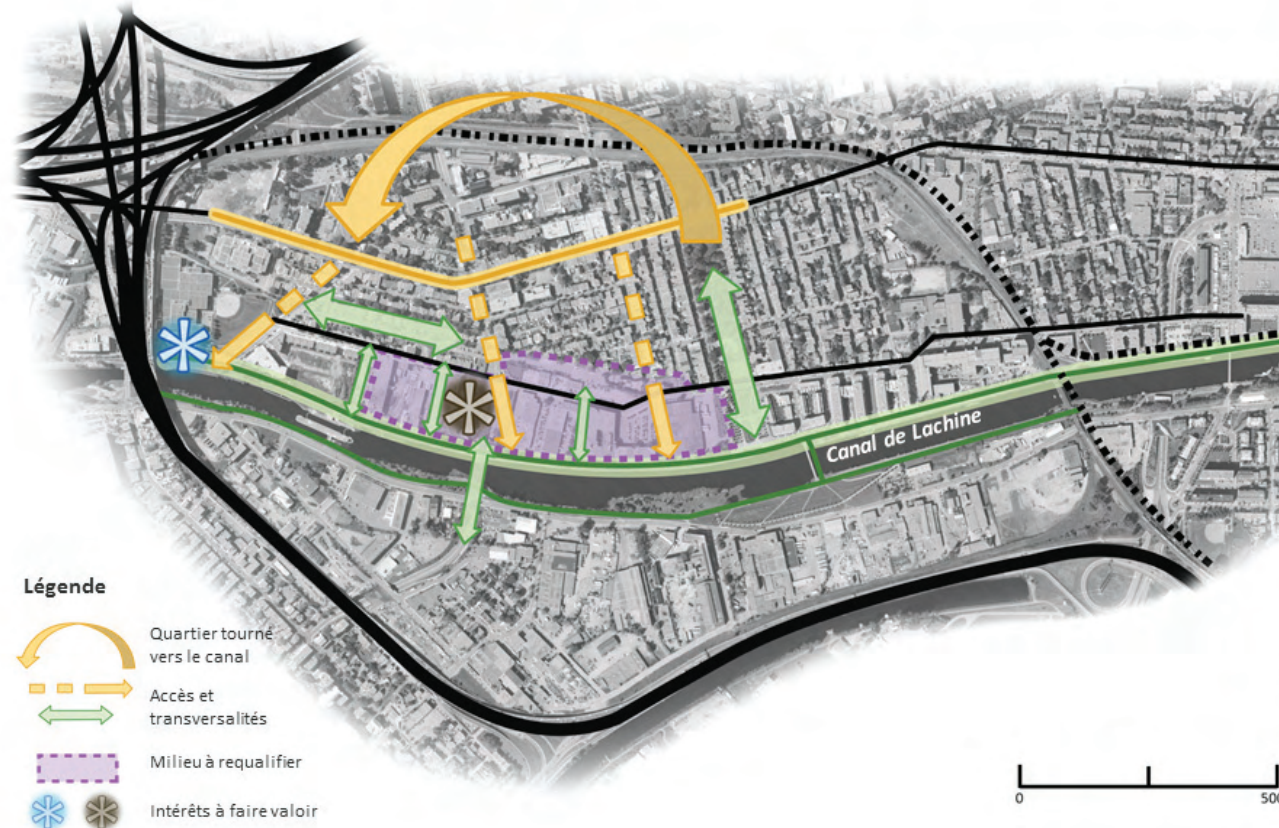 Canal de Lachine
Légende
Quartier tourné
vers le canal
Accès et
transversalités
Milieu à requalifier
Intérêts à faire valoir
0
500